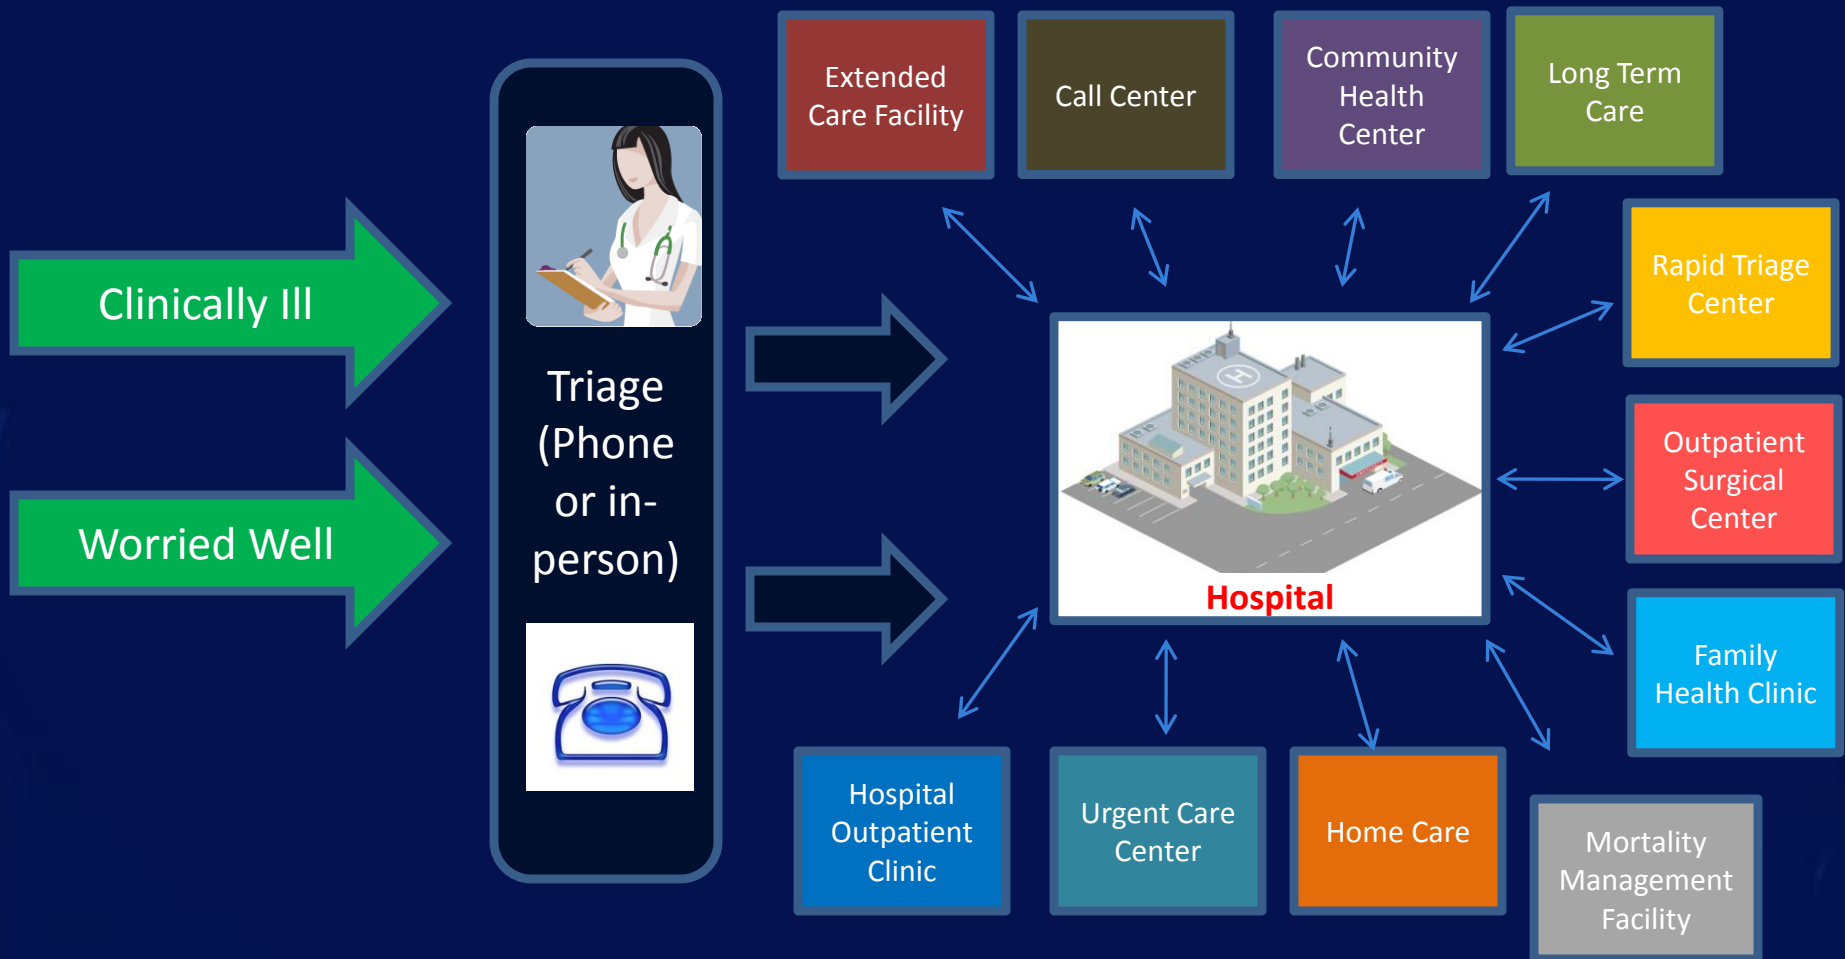 Clinically Ill
Worried Well
Triage
(Phone
or in-
person)
Extended
Care Facility
Call Center
Community
Health
Center
Long Term
Care
Rapid Triage
Center
Outpatient
Surgical
Center
Family
Health Clinic
H
Hospital
Hospital
Outpatient
Clinic
Urgent Care
Center
Home Care
Mortality
Management
Facility